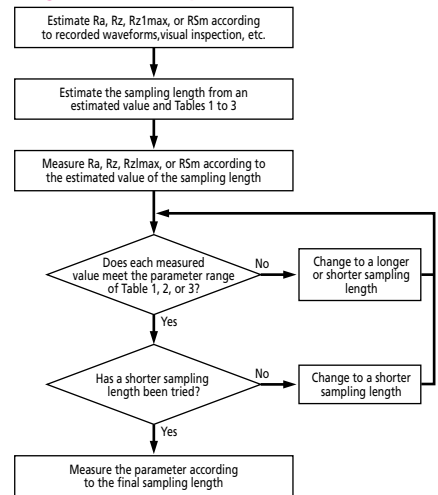 Estimate Ra, Rz, Rz1max, or RSm according
to recorded waveforms,visual inspection, etc.
Estimate the sampling length from an
estimated value and Tables 1 to 3
Measure Ra, Rz, Rzlmax, or RSm according to
the estimated value of the sampling length
Does each measured
value meet the parameter range
of Table 1, 2, or 3?
No
Change to a longer
or shorter sampling
length
Yes
Has a shorter sampling
length been tried?
No
Change to a shorter
sampling length
Yes
Measure the parameter according
to the final sampling length